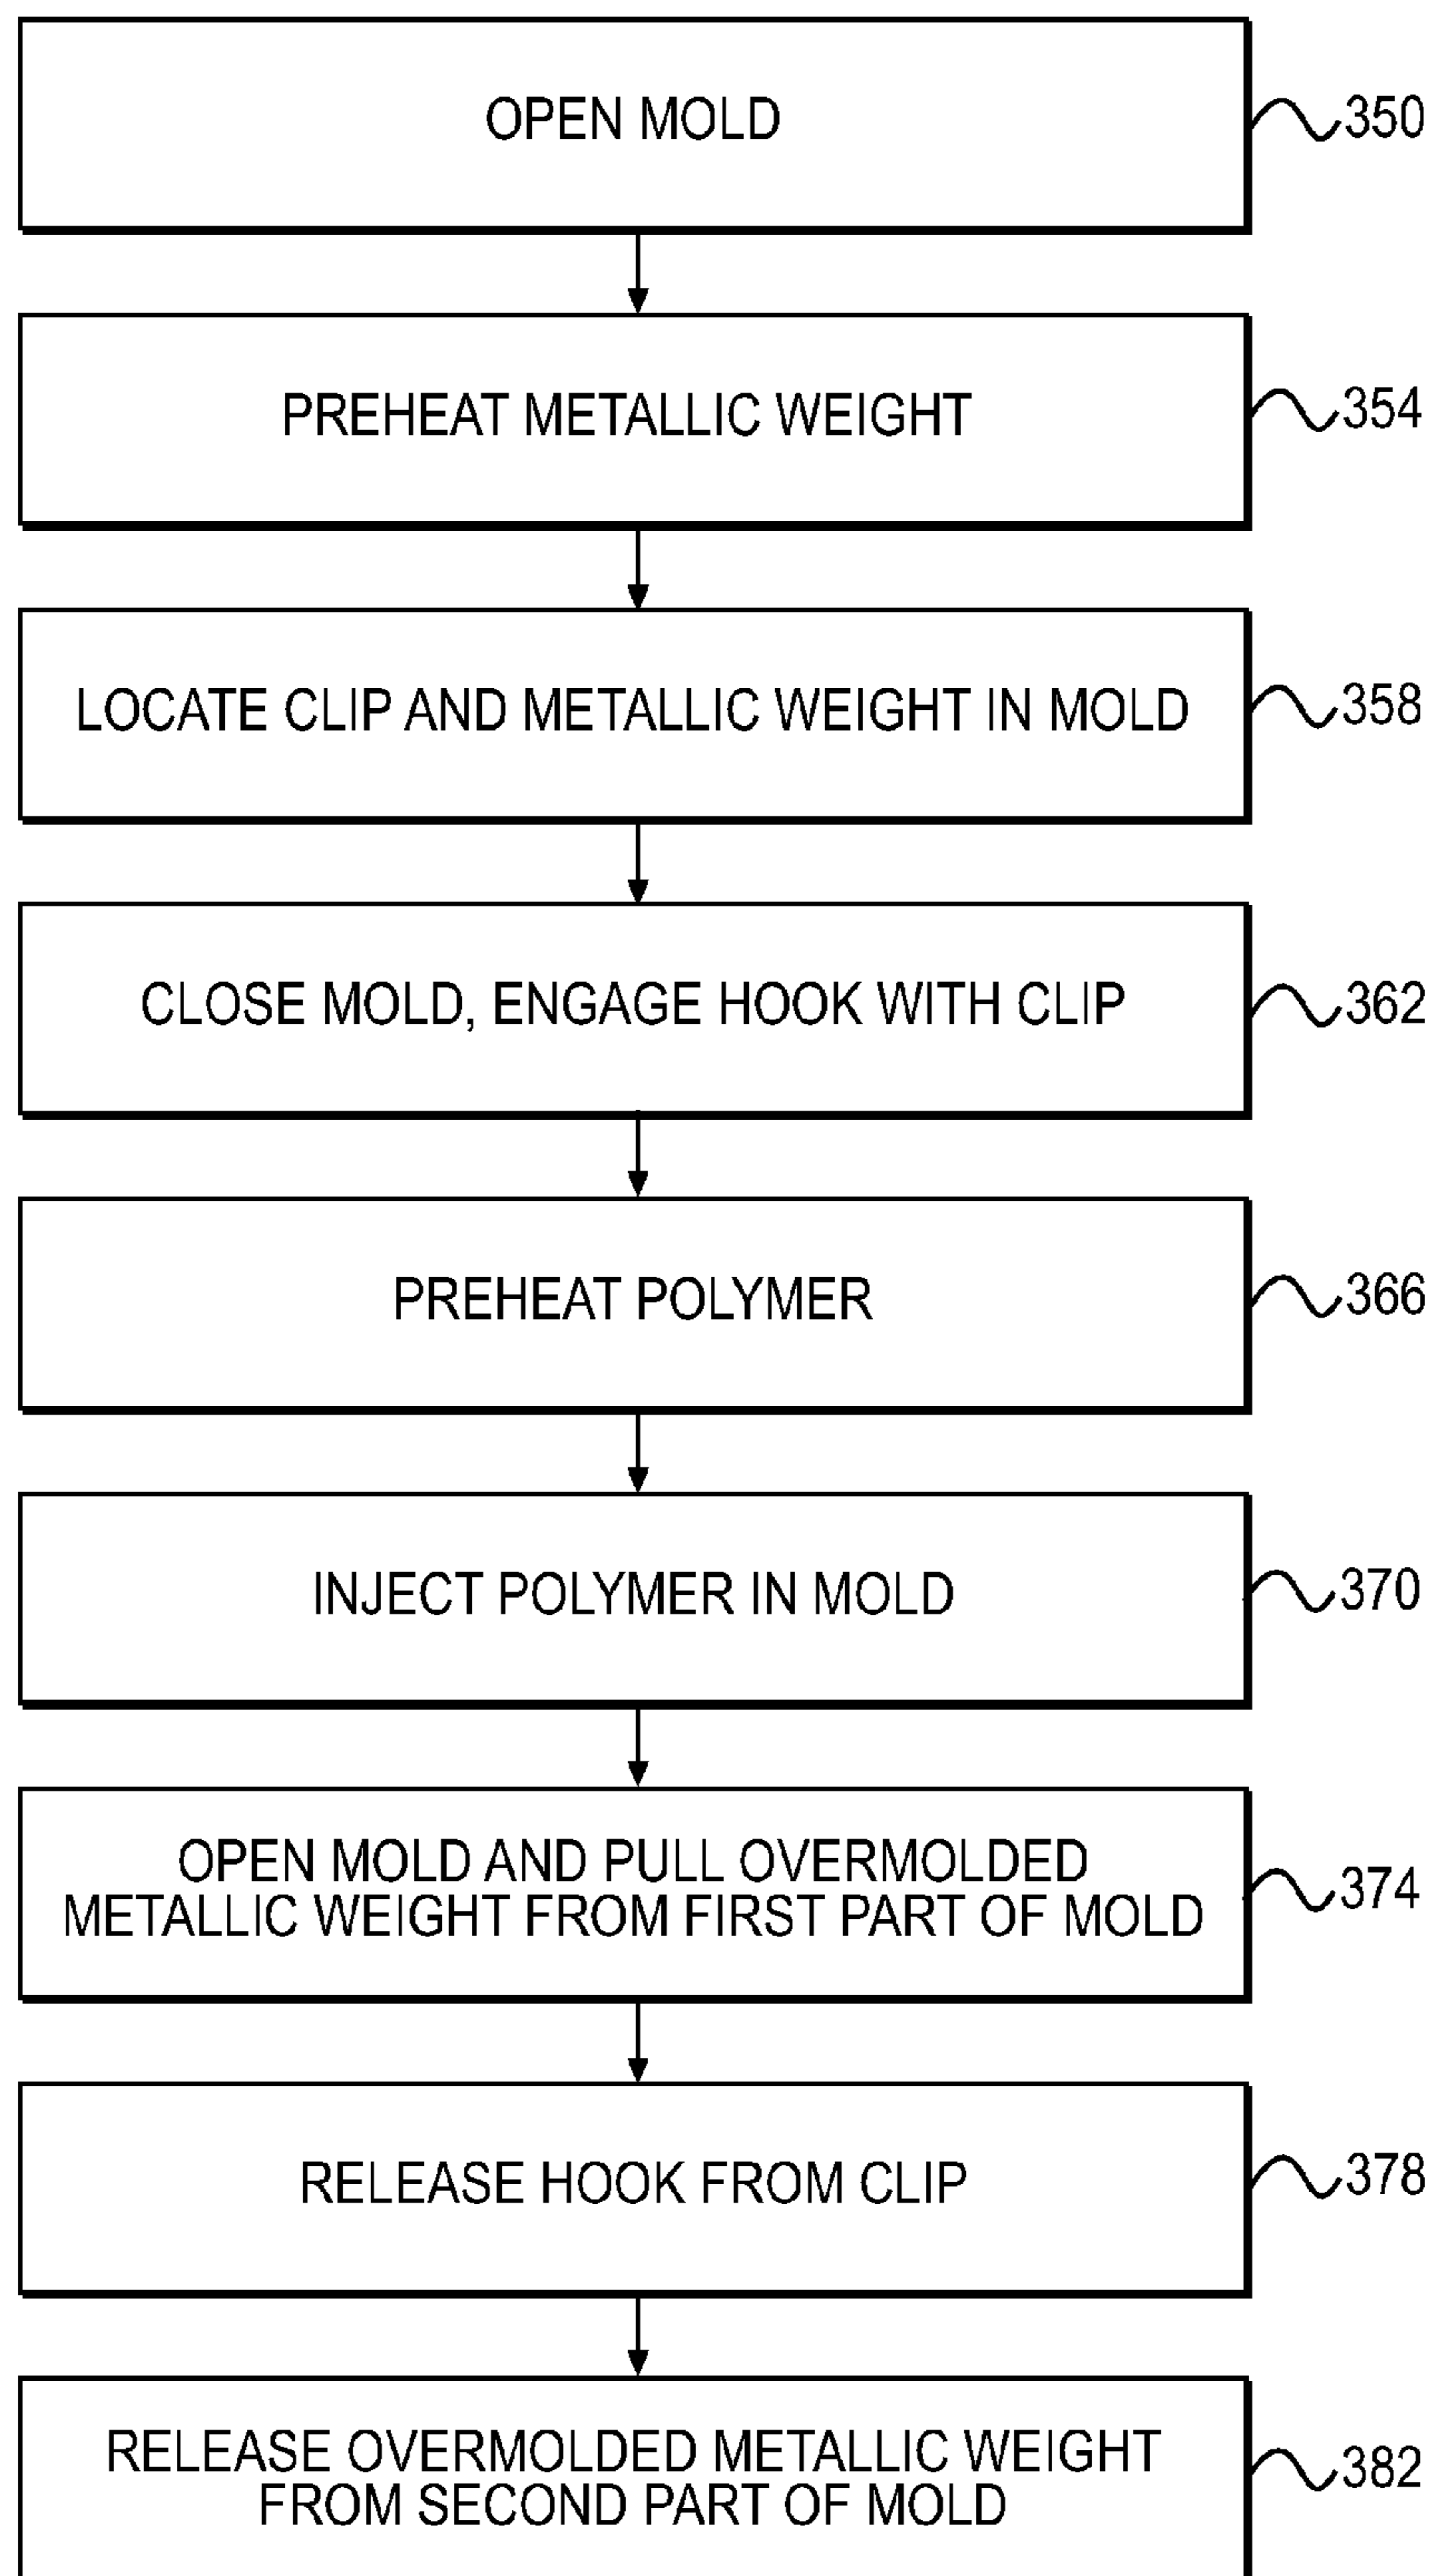 OPEN MOLD
350
PREHEAT METALLIC WEIGHT
354
LOCATE CLIP AND METALLIC WEIGHT IN MOLD
358
CLOSE MOLD, ENGAGE HOOK WITH CLIP
362
PREHEAT POLYMER
366
INJECT POLYMER IN MOLD
370
OPEN MOLD AND PULL OVERMOLDED
METALLIC WEIGHT FROM FIRST PART OF MOLD
374
RELEASE HOOK FROM CLIP
378
RELEASE OVERMOLDED METALLIC WEIGHT
FROM SECOND PART OF MOLD
382